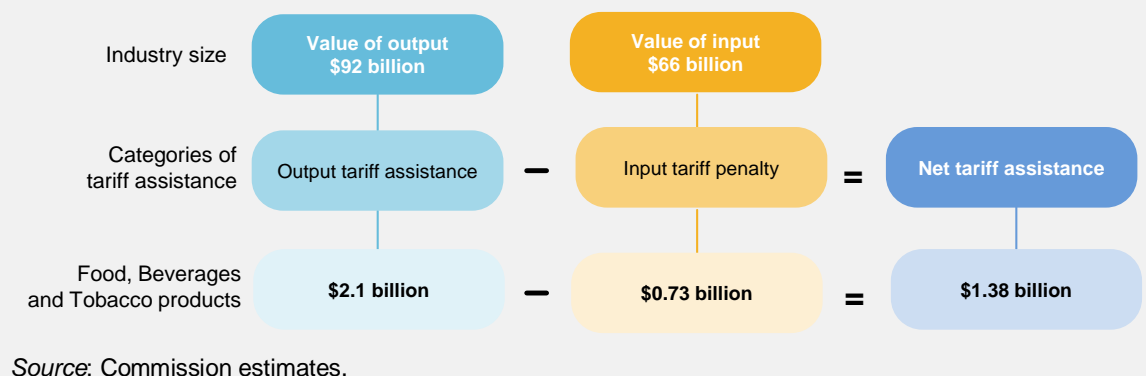 Industry size
Value of output
$92 billion
Value of input
$66 billion
Categories of
tariff assistance
Output tariff assistance
–
Input tariff penalty
=
Net tariff assistance
Food, Beverages
and Tobacco products
$2.1 billion
–
$0.73 billion
=
$1.38 billion
Source: Commission estimates.